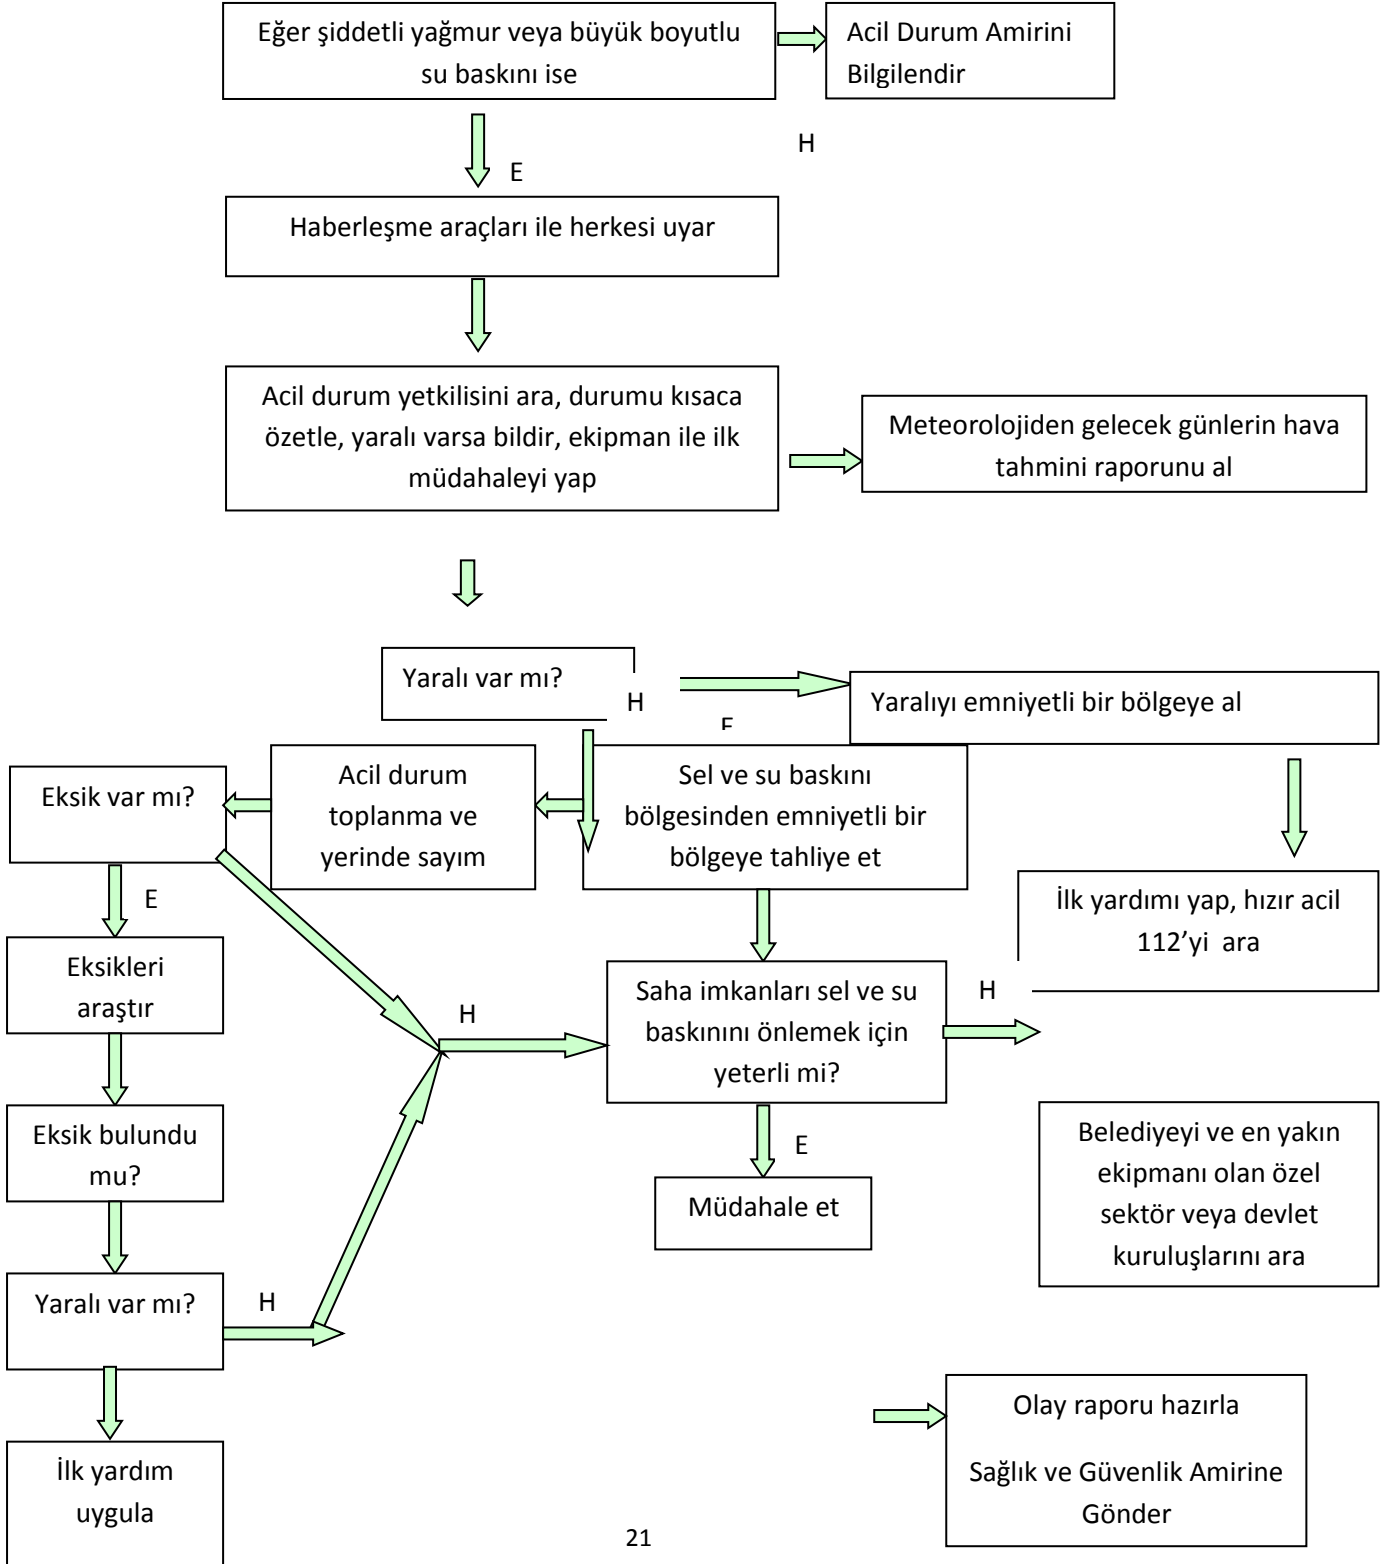 Eğer şiddetli yağmur veya büyük boyutlu
su baskını ise
Acil Durum Amirini
Bilgilendir
H
E
Haberleşme araçları ile herkesi uyar
Acil durum yetkilisini ara, durumu kısaca
özetle, yaralı varsa bildir, ekipman ile ilk
müdahaleyi yap
Meteorolojiden gelecek günlerin hava
tahmini raporunu al
Yaralı var mı?
H
Yaralıyı emniyetli bir bölgeye al
Eksik var mı?
Acil durum
toplanma ve
yerinde sayım
Sel ve su baskını
bölgesinden emniyetli bir
bölgeye tahliye et
E
İlk yardımı yap, hızır acil
112’yi ara
Eksikleri
araştır
H
Saha imkanları sel ve su
baskınını önlemek için
yeterli mi?
H
Eksik bulundu
mu?
E
Müdahale et
Belediyeyi ve en yakın
ekipmanı olan özel
sektör veya devlet
kuruluşlarını ara
Yaralı var mı?
H
İlk yardım
uygula
Olay raporu hazırla
Sağlık ve Güvenlik Amirine
Gönder
21